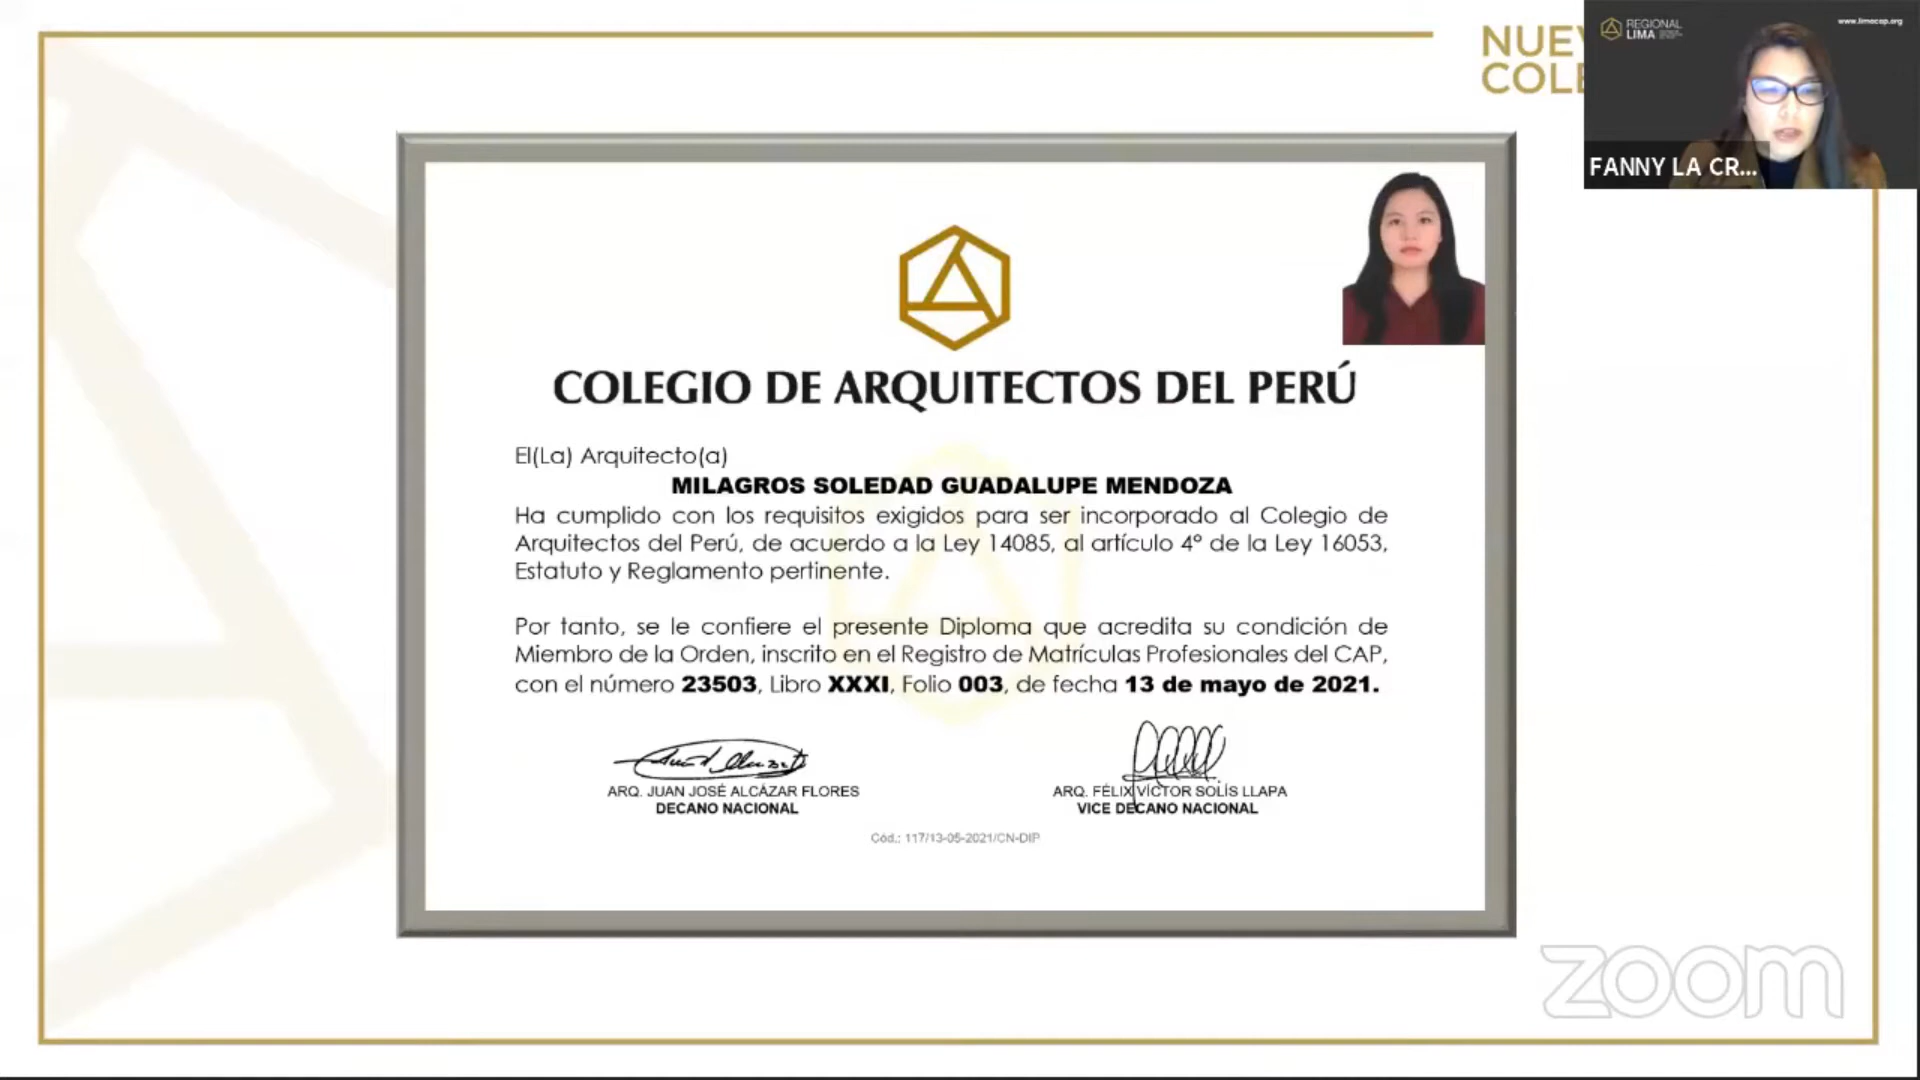 NUEV
COLE
REGIONAL
LIMA
www.limacap.org
FANNY LA CR...
COLEGIO DE ARQUITECTOS DEL PERÚ
El(La) Arquitecto(a)
MILAGROS SOLEDAD GUADALUPE MENDOZA
Ha cumplido con los requisitos exigidos para ser incorporado al Colegio de
Arquitectos del Perú, de acuerdo a la Ley 14085, al artículo 4° de la Ley 16053,
Estatuto y Reglamento pertinente.
Por tanto, se le confiere el presente Diploma que acredita su condición de
Miembro de la Orden, inscrito en el Registro de Matrículas Profesionales del CAP,
con el número 23503, Libro XXXI, Folio 003, de fecha 13 de mayo de 2021.
ARQ. JUAN JOSÉ ALCÁZAR FLORES
DECANO NACIONAL
ARQ. FÉLIX VÍCTOR SOLÍS LLAPA
VICE DECANO NACIONAL
Cód.: 117/13-05-2021/CN-DIP
zoom